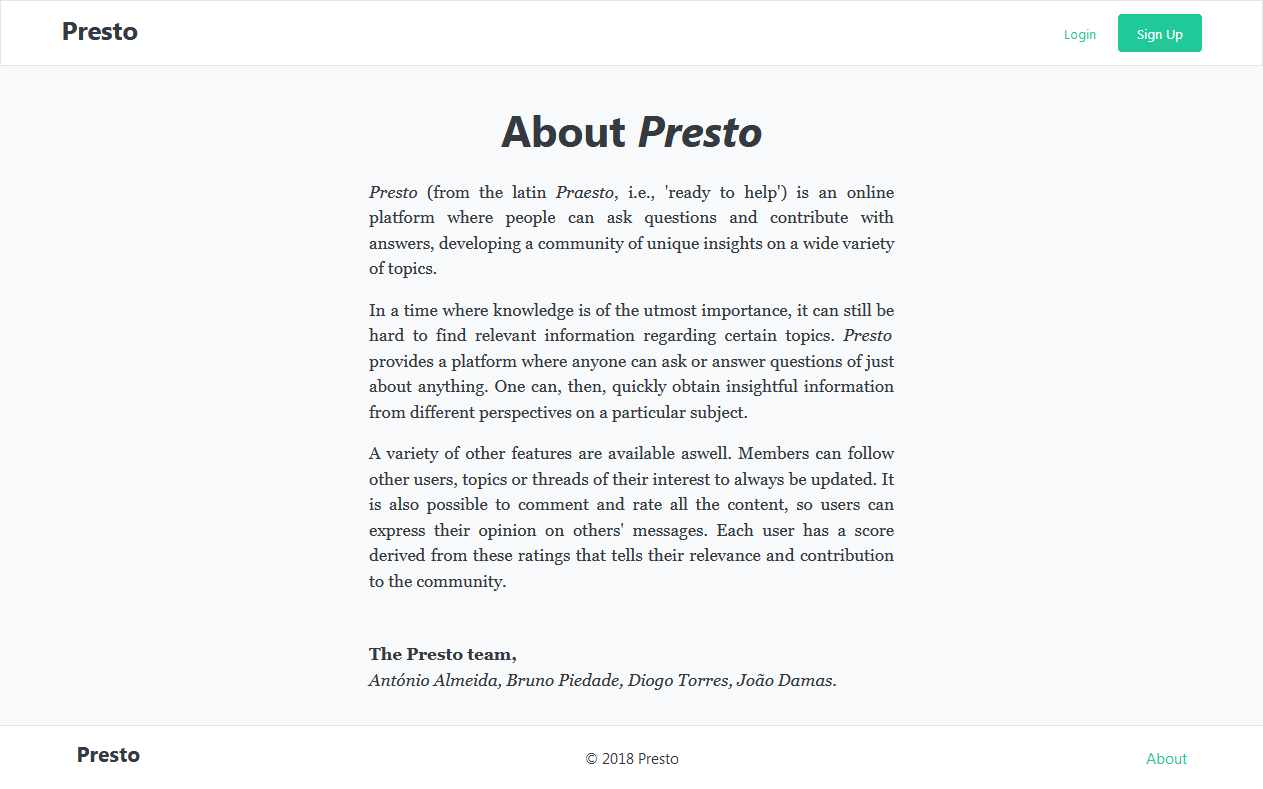 Presto
Login
Sign Up
About Presto
Presto (from the latin Praesto, i.e., 'ready to help') is an online
platform where people can ask questions and contribute with
answers, developing a community of unique insights on a wide variety
of topics.
In a time where knowledge is of the utmost importance, it can still be
hard to find relevant information regarding certain topics. Presto
provides a platform where anyone can ask or answer questions of just
about anything. One can, then, quickly obtain insightful information
from different perspectives on a particular subject.
A variety of other features are available aswell. Members can follow
other users, topics or threads of their interest to always be updated. It
is also possible to comment and rate all the content, so users can
express their opinion on others' messages. Each user has a score
derived from these ratings that tells their relevance and contribution
to the community.
The Presto team,
António Almeida, Bruno Piedade, Diogo Torres, João Damas.
Presto
© 2018 Presto
About